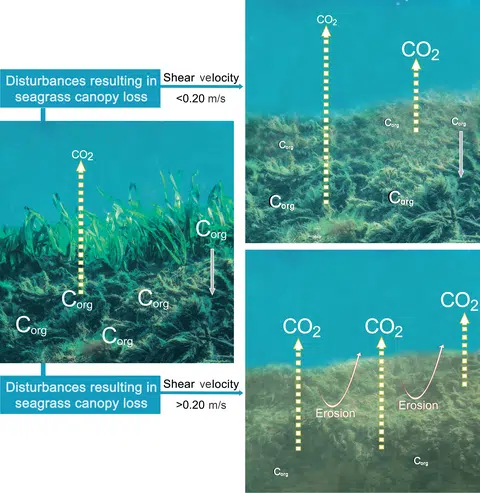 Disturbances resulting in
seagrass canopy loss
Shear velocity
<0.20 m/s
CO₂
CO₂
Corg
Corg
Corg
Corg
Corg
CO₂
Corg
Corg
Corg
Corg
Corg
Disturbances resulting in
seagrass canopy loss
Shear velocity
>0.20 m/s
CO₂
CO₂
CO₂
Erosion
Erosion
Corg
Corg